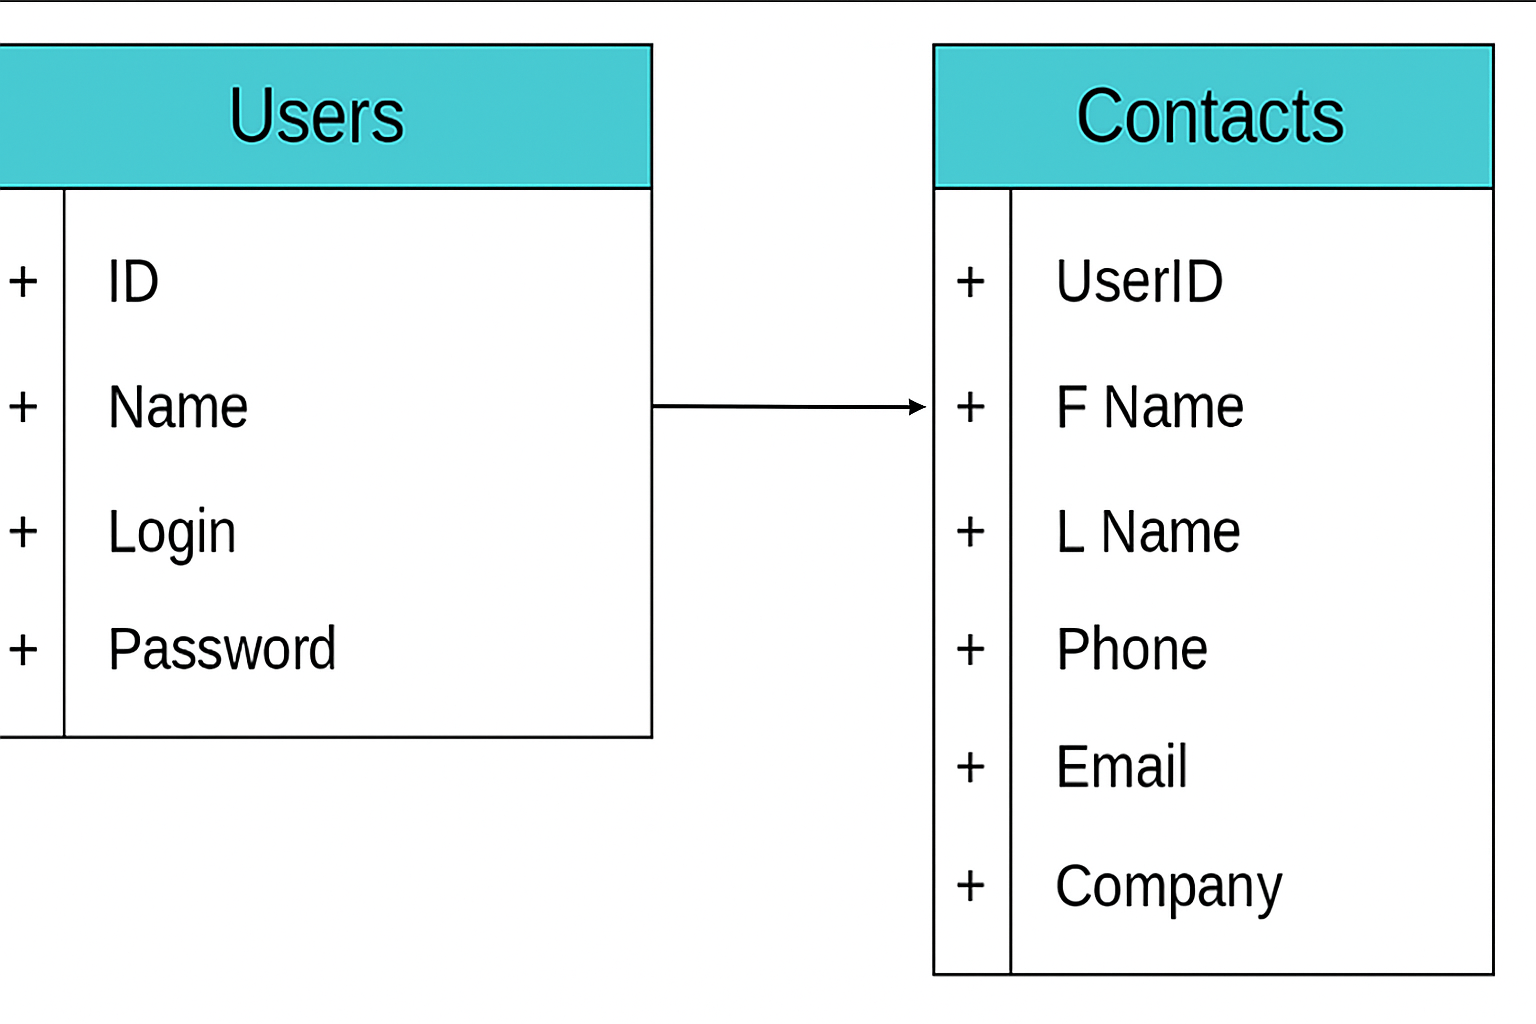 Users
+ ID
+ Name
+ Login
+ Password
Contacts
+ UserID
+ F Name
+ L Name
+ Phone
+ Email
+ Company